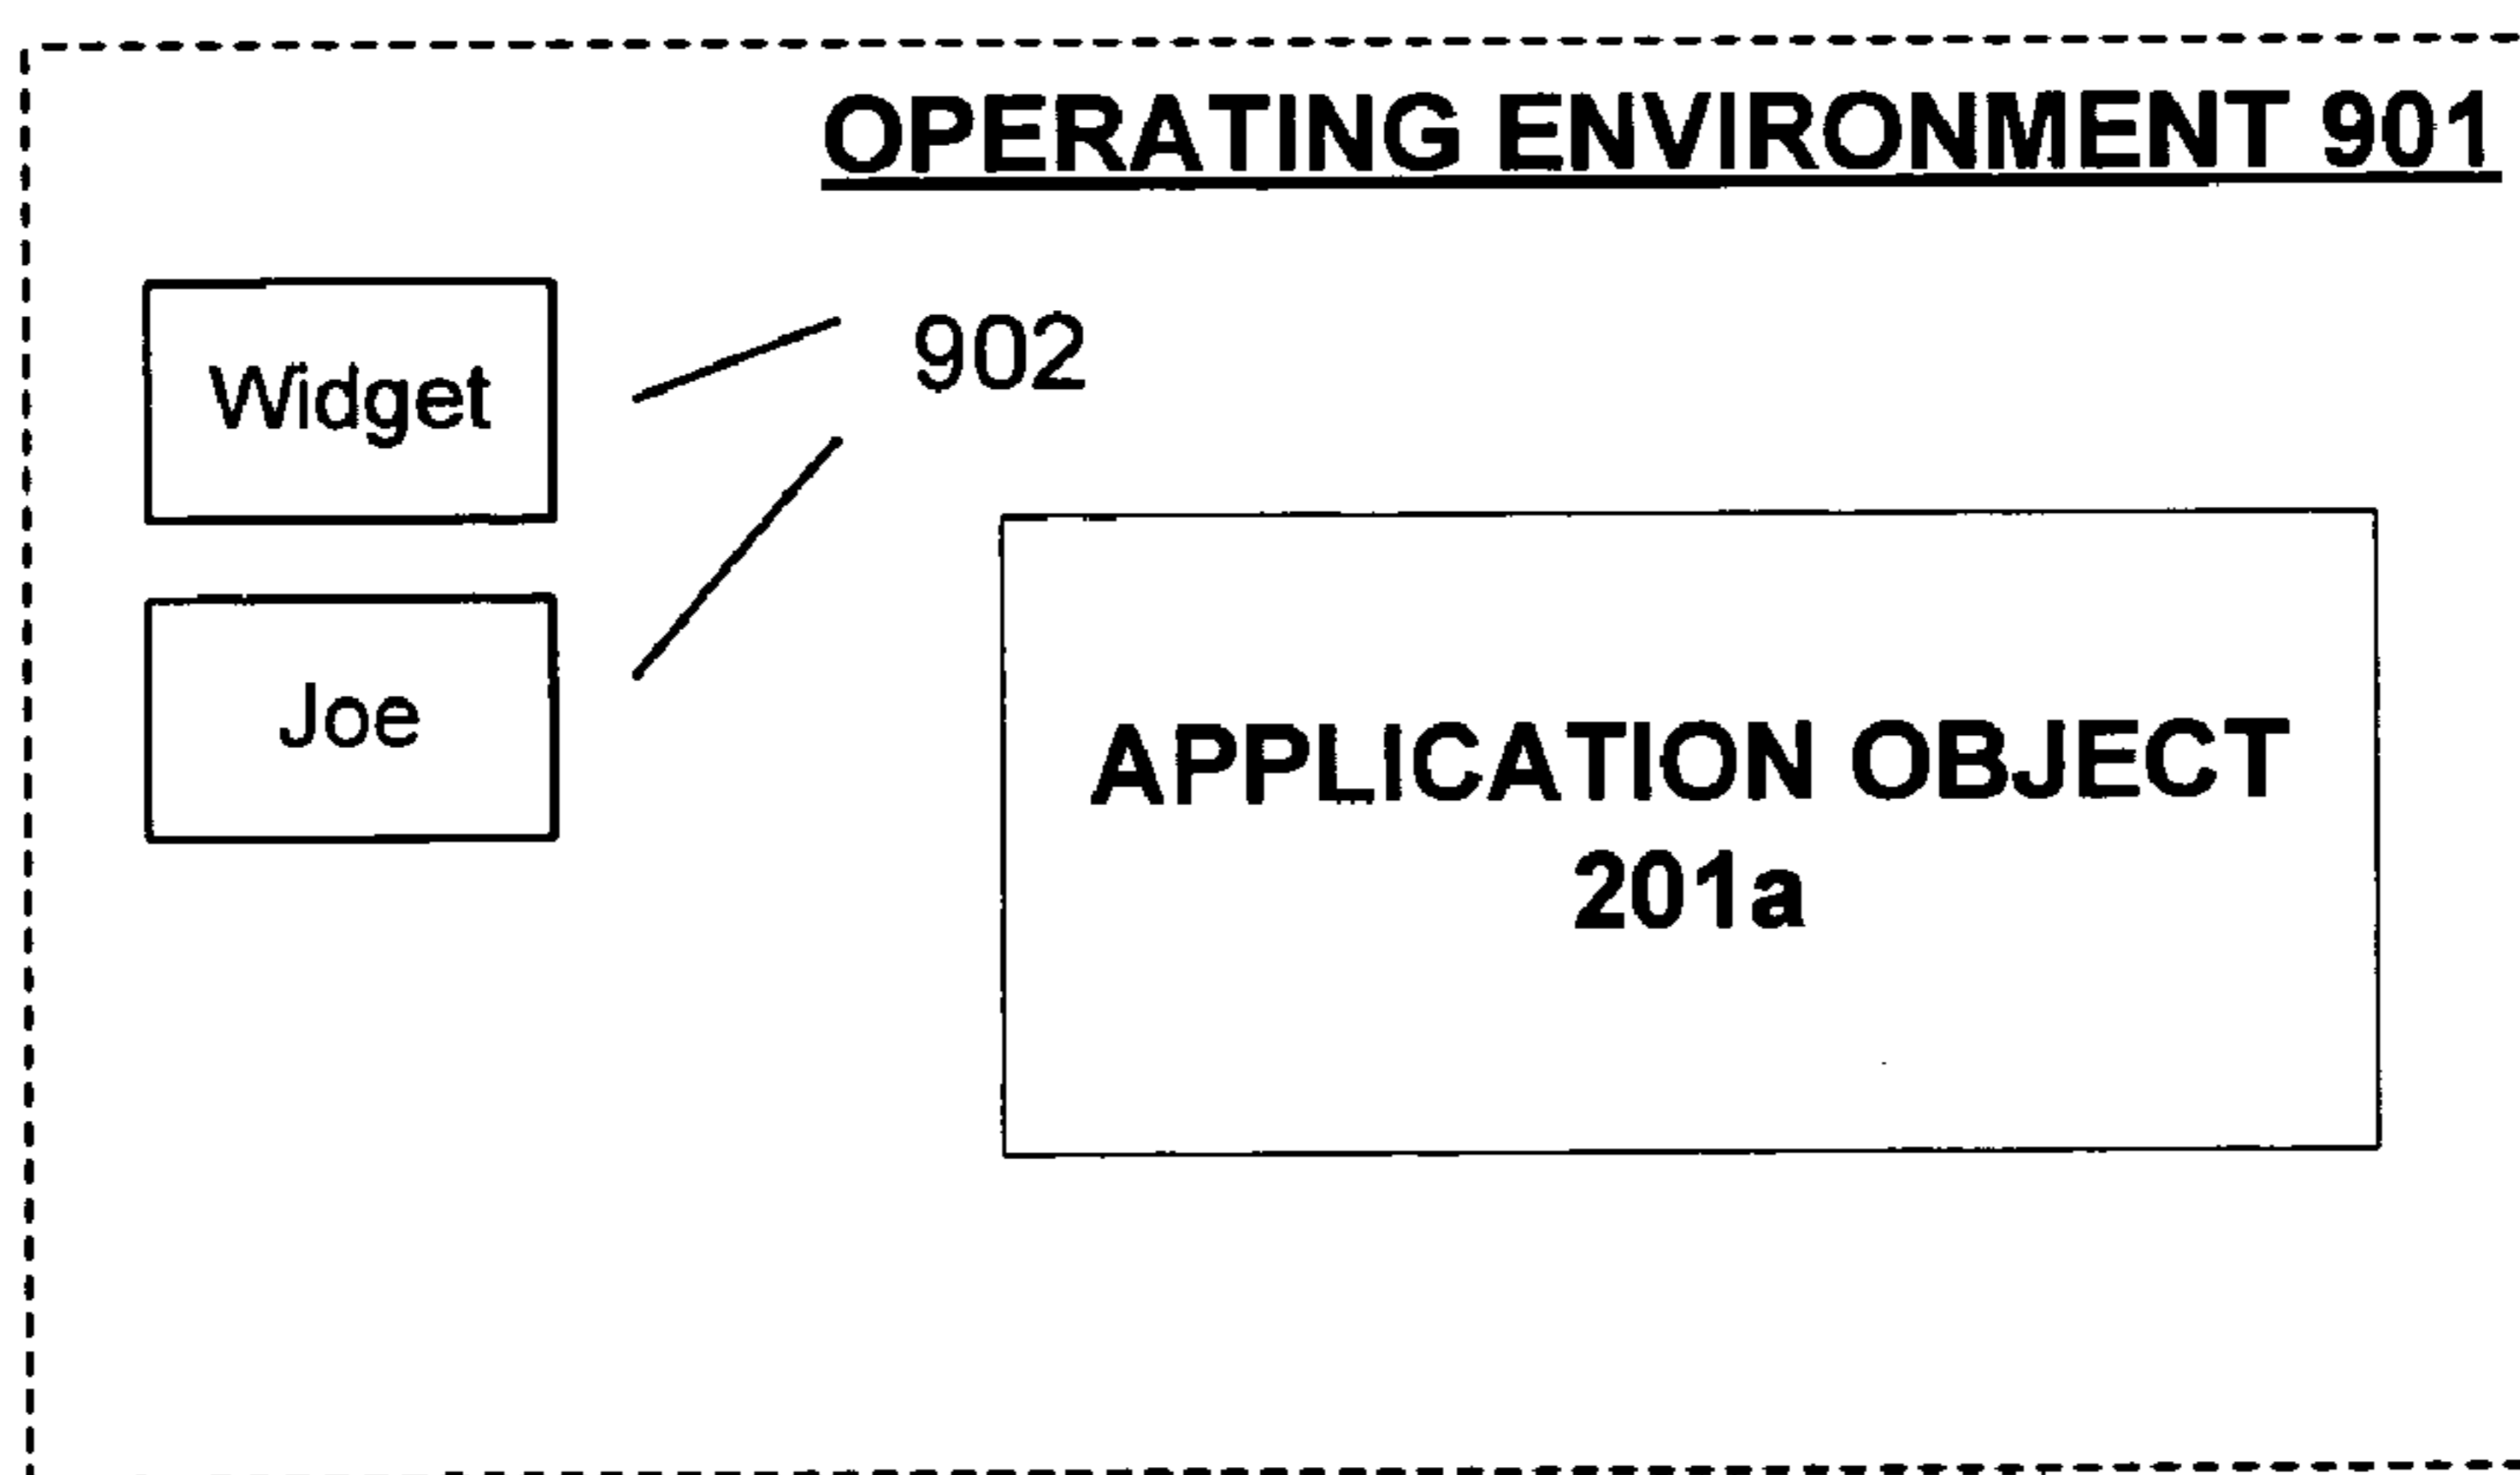 OPERATING ENVIRONMENT 901
Widget
902
Joe
APPLICATION OBJECT
201a